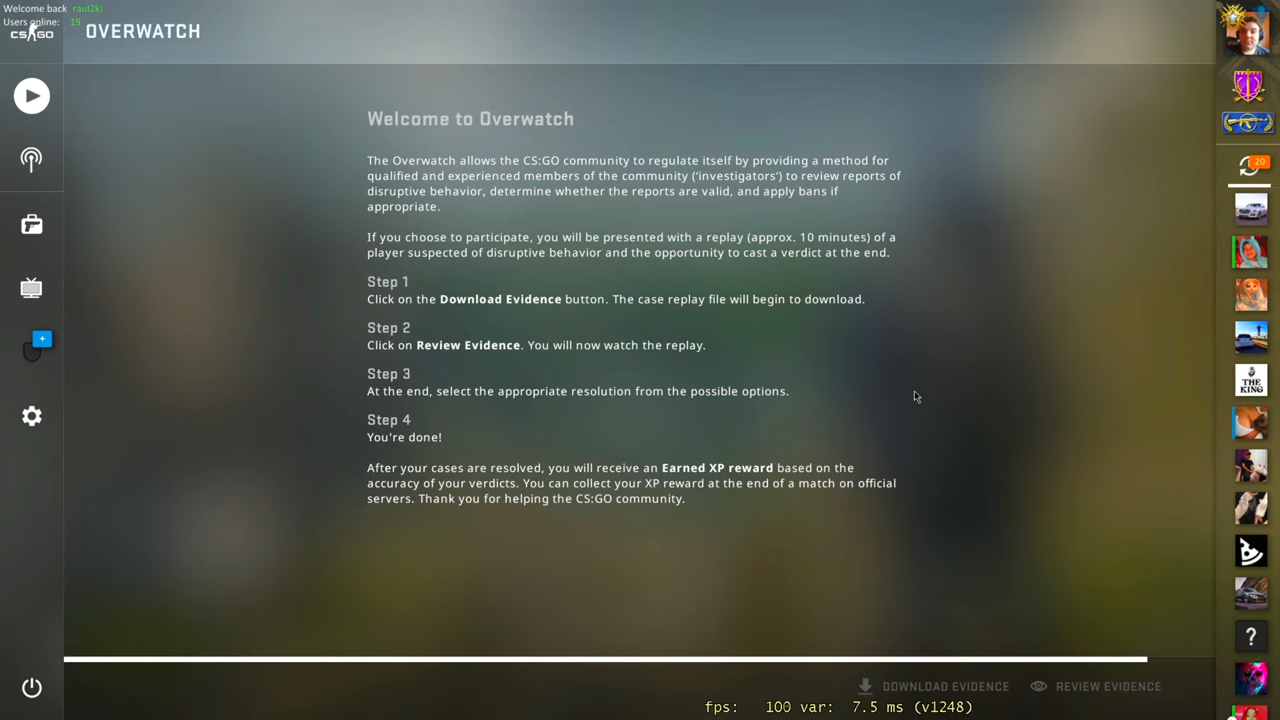 Welcome back raul2k!
Users online: 19
CS GO
OVERWATCH
20
Welcome to Overwatch
The Overwatch allows the CS:GO community to regulate itself by providing a method for
qualified and experienced members of the community ('investigators') to review reports of
disruptive behavior, determine whether the reports are valid, and apply bans if
appropriate.
If you choose to participate, you will be presented with a replay (approx. 10 minutes) of a
player suspected of disruptive behavior and the opportunity to cast a verdict at the end.
Step 1
Click on the Download Evidence button. The case replay file will begin to download.
Step 2
Click on Review Evidence. You will now watch the replay.
Step 3
At the end, select the appropriate resolution from the possible options.
Step 4
You're done!
After your cases are resolved, you will receive an Earned XP reward based on the
accuracy of your verdicts. You can collect your XP reward at the end of a match on official
servers. Thank you for helping the CS:GO community.
THE
KING
?
DOWNLOAD EVIDENCE
REVIEW EVIDENCE
fps: 100 var: 7.5 ms (v1248)